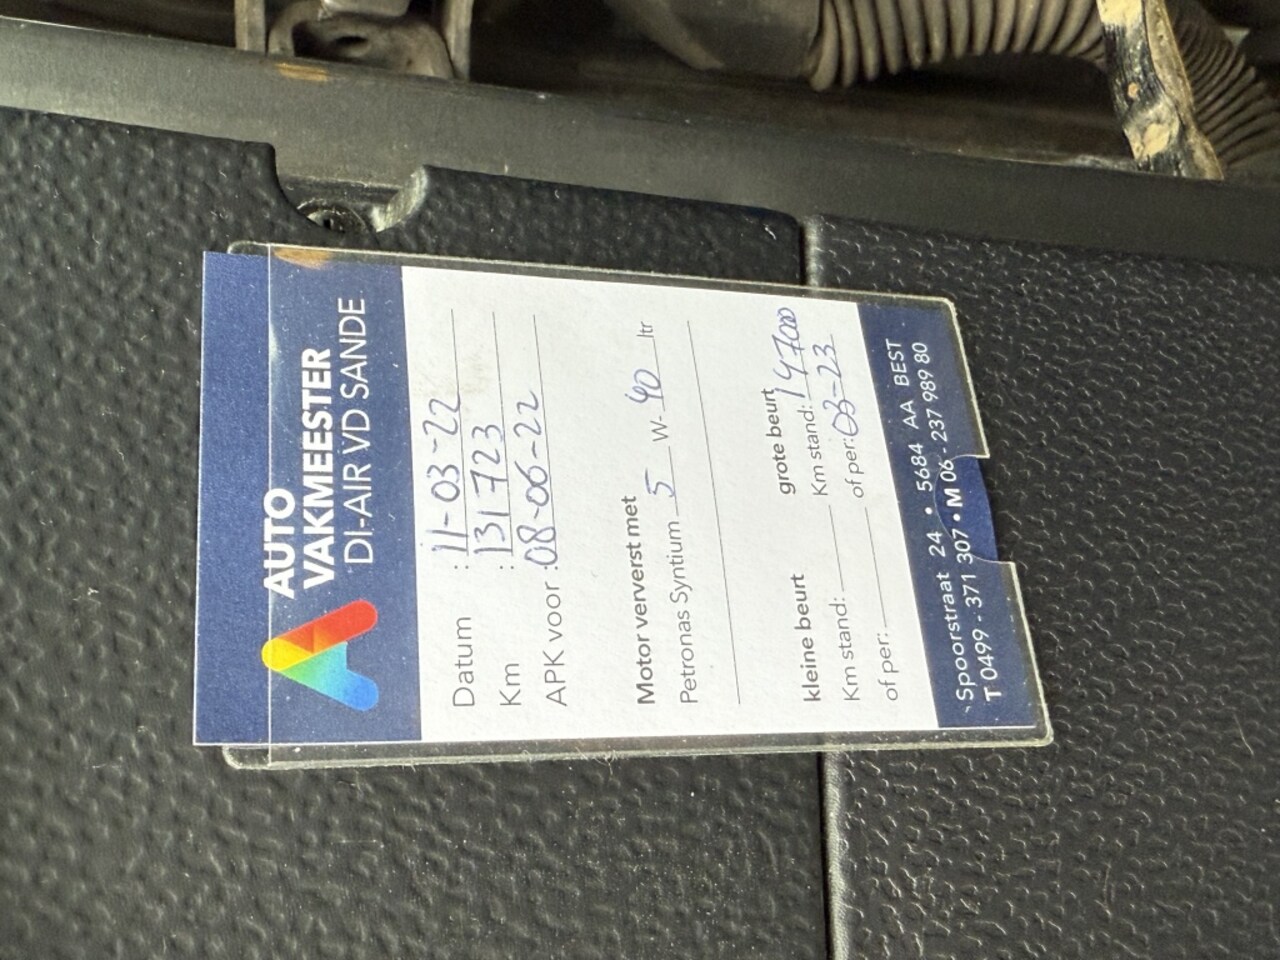 AUTO
VAKMEESTER
DI-AIR VD SANDE
Datum : 11-03-22
Km : 131723
APK voor : 08-06-22
Motor ververst met
Petronas Syntium 5 W- 40 ltr
kleine beurt
Km stand:
of per:
grote beurt
Km stand: 147000
of per: 03-23
Spoorstraat 24 • 5684 AA BEST
T 0499 - 371 307 • M 06 - 237 989 80